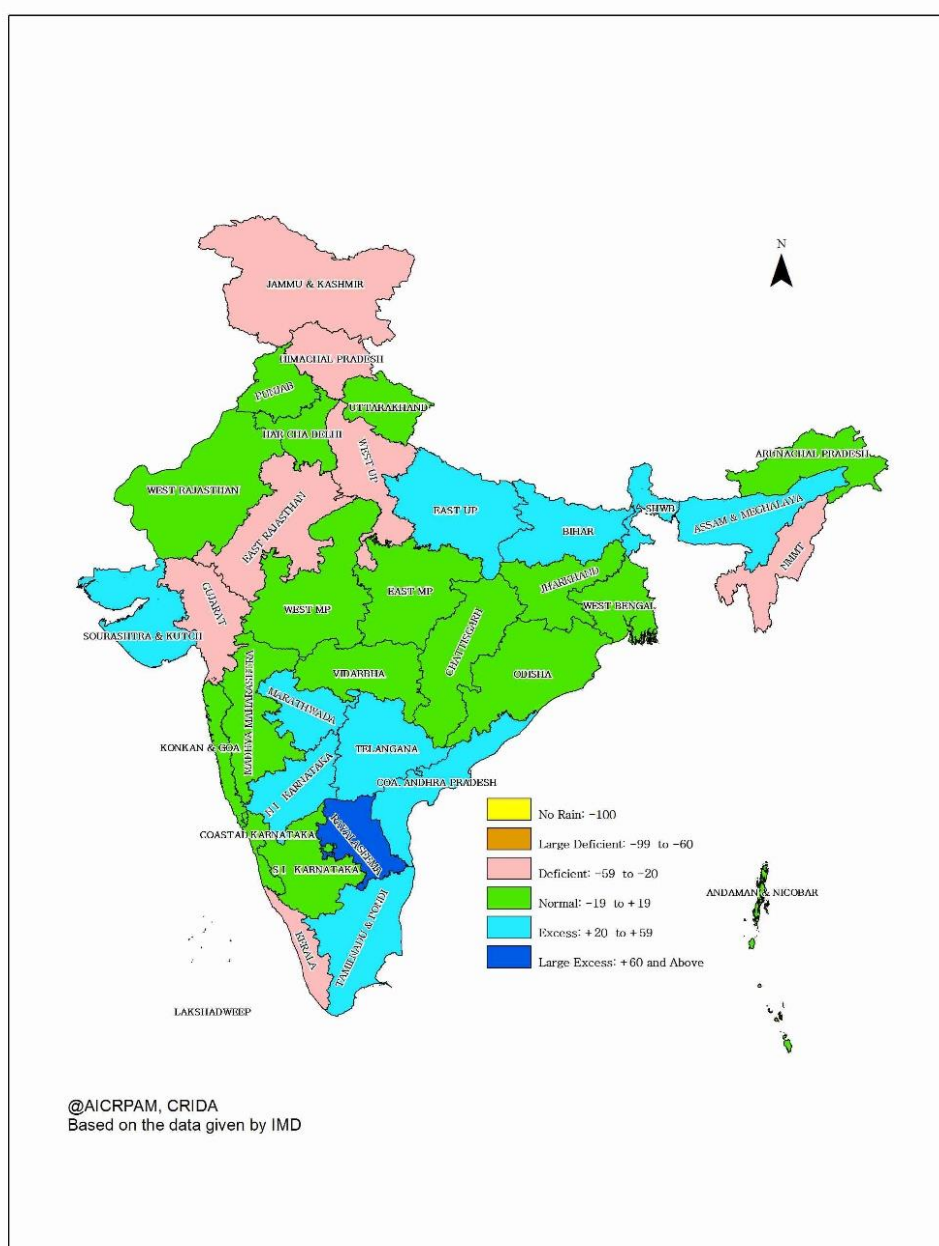 N
JAMMU & KASHMIR
HIMACHAL PRADESH
PUNJAB
UTTARAKHAND
HAR CHA DELHI
WEST UP
ARUNACHAL PRADESH
WEST RAJASTHAN
EAST RAJASTHAN
EAST UP
SHWB
ASSAM & MEGHALAYA
BIHAR
NMMT
JHARKHAND
GUJARAT
WEST MP
EAST MP
WEST BENGAL
SOURASHTRA & KUTCH
CHATTISGARH
VIDARBHA
ODISHA
MARATHWADA
MADHYA MAHARASHTRA
KONKAN & GOA
TELANGANA
N.I KARNATAKA
COA. ANDHRA PRADESH
RAYALASEEMA
COASTAL KARNATAKA
S.I KARNATAKA
KERALA
TAMILNADU & PONDI
ANDAMAN & NICOBAR
LAKSHADWEEP
No Rain: -100
Large Deficient: -99 to -60
Deficient: -59 to -20
Normal: -19 to +19
Excess: +20 to +59
Large Excess: +60 and Above
@AICRPAM, CRIDA
Based on the data given by IMD